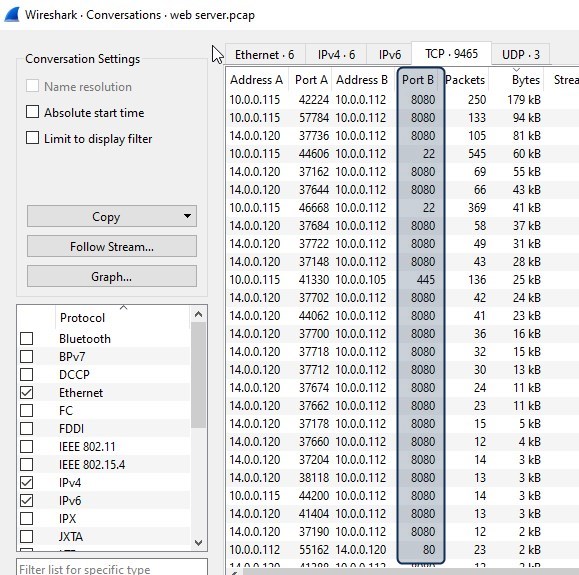 Wireshark · Conversations · web server.pcap
Conversation Settings
Name resolution
Absolute start time
Limit to display filter
Copy
Follow Stream...
Graph...
Protocol
Bluetooth
BPv7
DCCP
Ethernet
FC
FDDI
IEEE 802.11
IEEE 802.15.4
IPv4
IPv6
IPX
JXTA
Filter list for specific type
Ethernet · 6 IPv4 · 6 IPv6 TCP · 9465 UDP · 3
Address A Port A Address B Port B Packets Bytes Strea
10.0.0.115 42224 10.0.0.112 8080 250 179 kB
10.0.0.115 57784 10.0.0.112 8080 133 94 kB
14.0.0.120 37736 10.0.0.112 8080 105 81 kB
10.0.0.115 44606 10.0.0.112 22 545 60 kB
14.0.0.120 37162 10.0.0.112 8080 69 55 kB
14.0.0.120 37644 10.0.0.112 8080 66 43 kB
10.0.0.115 46668 10.0.0.112 22 369 41 kB
14.0.0.120 37684 10.0.0.112 8080 58 37 kB
14.0.0.120 37722 10.0.0.112 8080 49 31 kB
14.0.0.120 37148 10.0.0.112 8080 43 28 kB
10.0.0.115 41330 10.0.0.105 445 136 25 kB
14.0.0.120 37702 10.0.0.112 8080 42 24 kB
14.0.0.120 44062 10.0.0.112 8080 41 23 kB
14.0.0.120 37700 10.0.0.112 8080 36 16 kB
14.0.0.120 37718 10.0.0.112 8080 32 15 kB
14.0.0.120 37712 10.0.0.112 8080 30 13 kB
14.0.0.120 37674 10.0.0.112 8080 24 11 kB
14.0.0.120 37662 10.0.0.112 8080 23 11 kB
14.0.0.120 37178 10.0.0.112 8080 15 5 kB
14.0.0.120 37660 10.0.0.112 8080 12 4 kB
14.0.0.120 37204 10.0.0.112 8080 14 3 kB
14.0.0.120 38118 10.0.0.112 8080 13 3 kB
10.0.0.115 44200 10.0.0.112 8080 14 3 kB
14.0.0.120 41404 10.0.0.112 8080 13 3 kB
14.0.0.120 37190 10.0.0.112 8080 12 2 kB
10.0.0.112 55162 14.0.0.120 80 23 2 kB